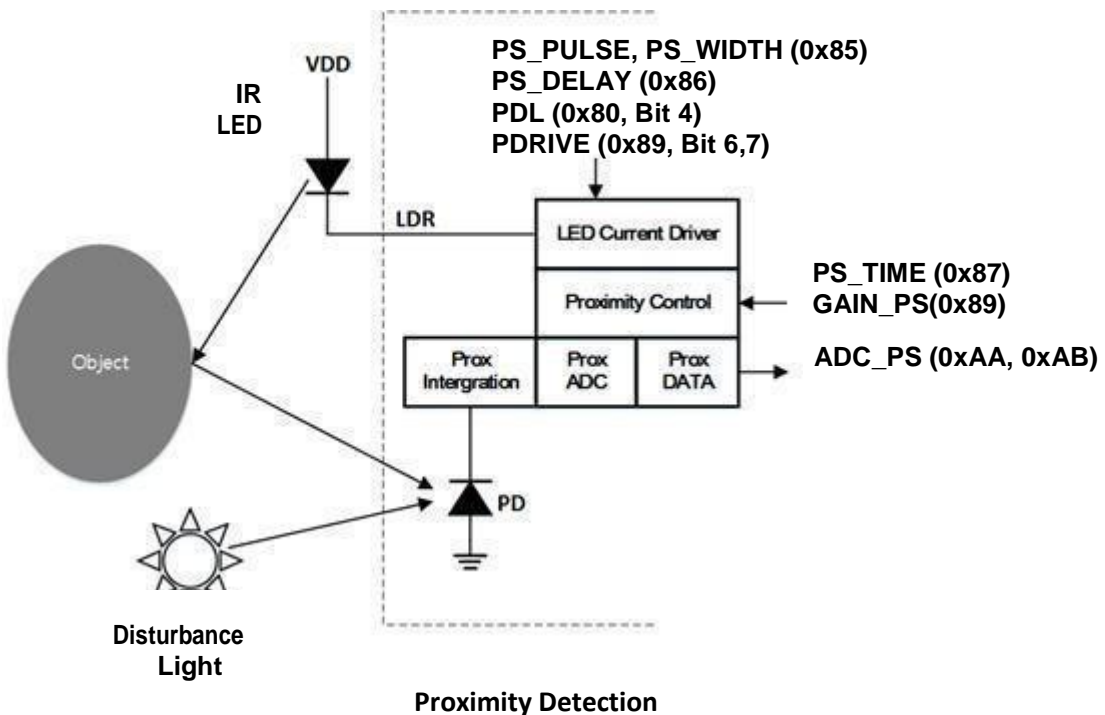 PS_PULSE, PS_WIDTH (0x85)
PS_DELAY (0x86)
PDL (0x80, Bit 4)
PDRIVE (0x89, Bit 6,7)
VDD
IR
LED
LDR
LED Current Driver
Proximity Control
PS_TIME (0x87)
GAIN_PS(0x89)
Prox
Intergration
Prox
ADC
Prox
DATA
ADC_PS (0xAA, 0xAB)
Object
PD
Disturbance
Light
Proximity Detection